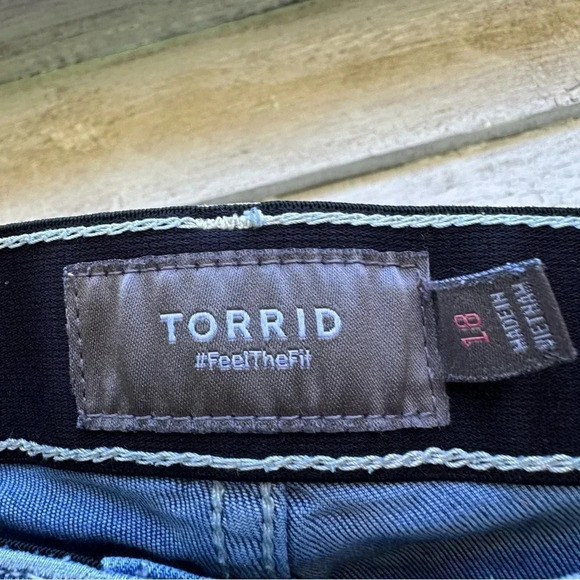 TORRID
#FeelTheFit
18
MADE IN
VIETNAM